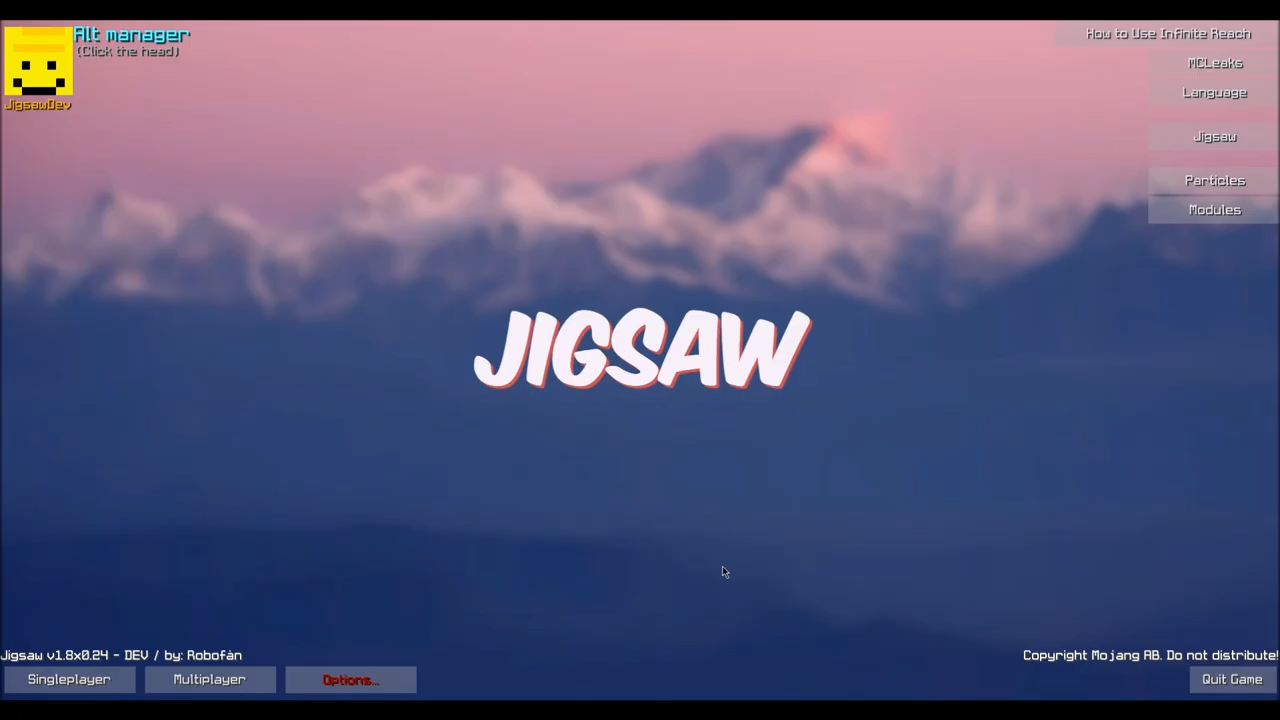 Alt manager
(Click the head)
JigsawDev
How to Use Infinite Reach
MCLeaks
Language
Jigsaw
Particles
Modules
JIGSAW
Jigsaw v1.8x0.24 - DEV / by: Robofán
Copyright Mojang AB. Do not distribute!
Singleplayer
Multiplayer
Options...
Quit Game